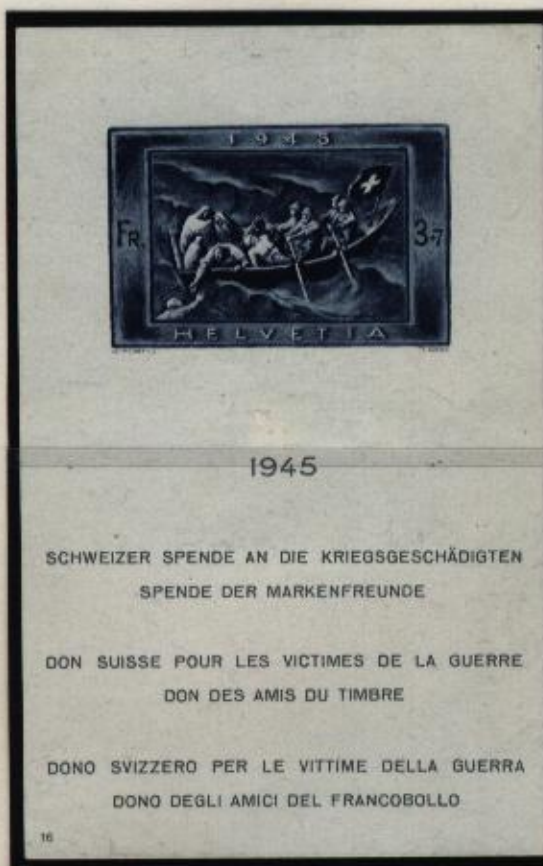 1945
FR. 3.-
HELVETIA
1945
SCHWEIZER SPENDE AN DIE KRIEGSGESCHÄDIGTEN
SPENDE DER MARKENFREUNDE
DON SUISSE POUR LES VICTIMES DE LA GUERRE
DON DES AMIS DU TIMBRE
DONO SVIZZERO PER LE VITTIME DELLA GUERRA
DONO DEGLI AMICI DEL FRANCOBOLLO
16